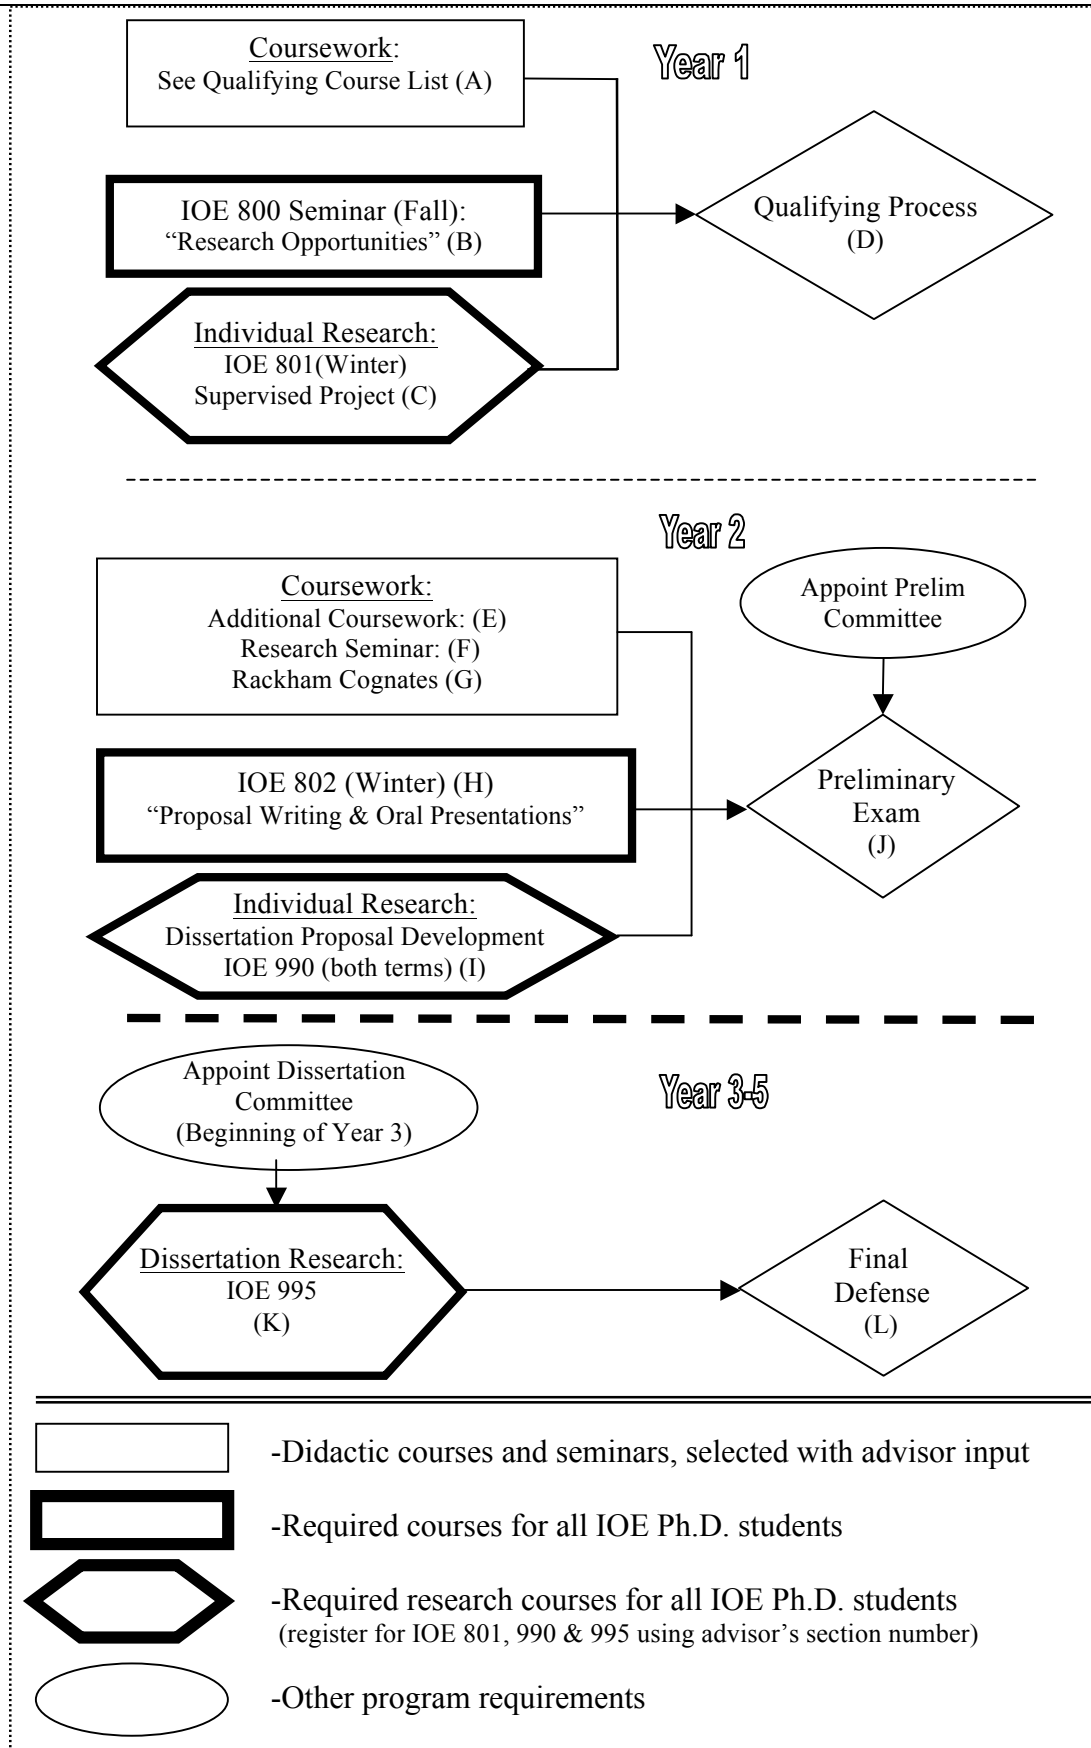 Year 1
Coursework:
See Qualifying Course List (A)
IOE 800 Seminar (Fall):
“Research Opportunities” (B)
Individual Research:
IOE 801(Winter)
Supervised Project (C)
Qualifying Process
(D)
Year 2
Coursework:
Additional Coursework: (E)
Research Seminar: (F)
Rackham Cognates (G)
Appoint Prelim
Committee
IOE 802 (Winter) (H)
“Proposal Writing & Oral Presentations”
Preliminary
Exam
(J)
Individual Research:
Dissertation Proposal Development
IOE 990 (both terms) (I)
Year 3-5
Appoint Dissertation
Committee
(Beginning of Year 3)
Dissertation Research:
IOE 995
(K)
Final
Defense
(L)
-Didactic courses and seminars, selected with advisor input
-Required courses for all IOE Ph.D. students
-Required research courses for all IOE Ph.D. students
(register for IOE 801, 990 & 995 using advisor’s section number)
-Other program requirements